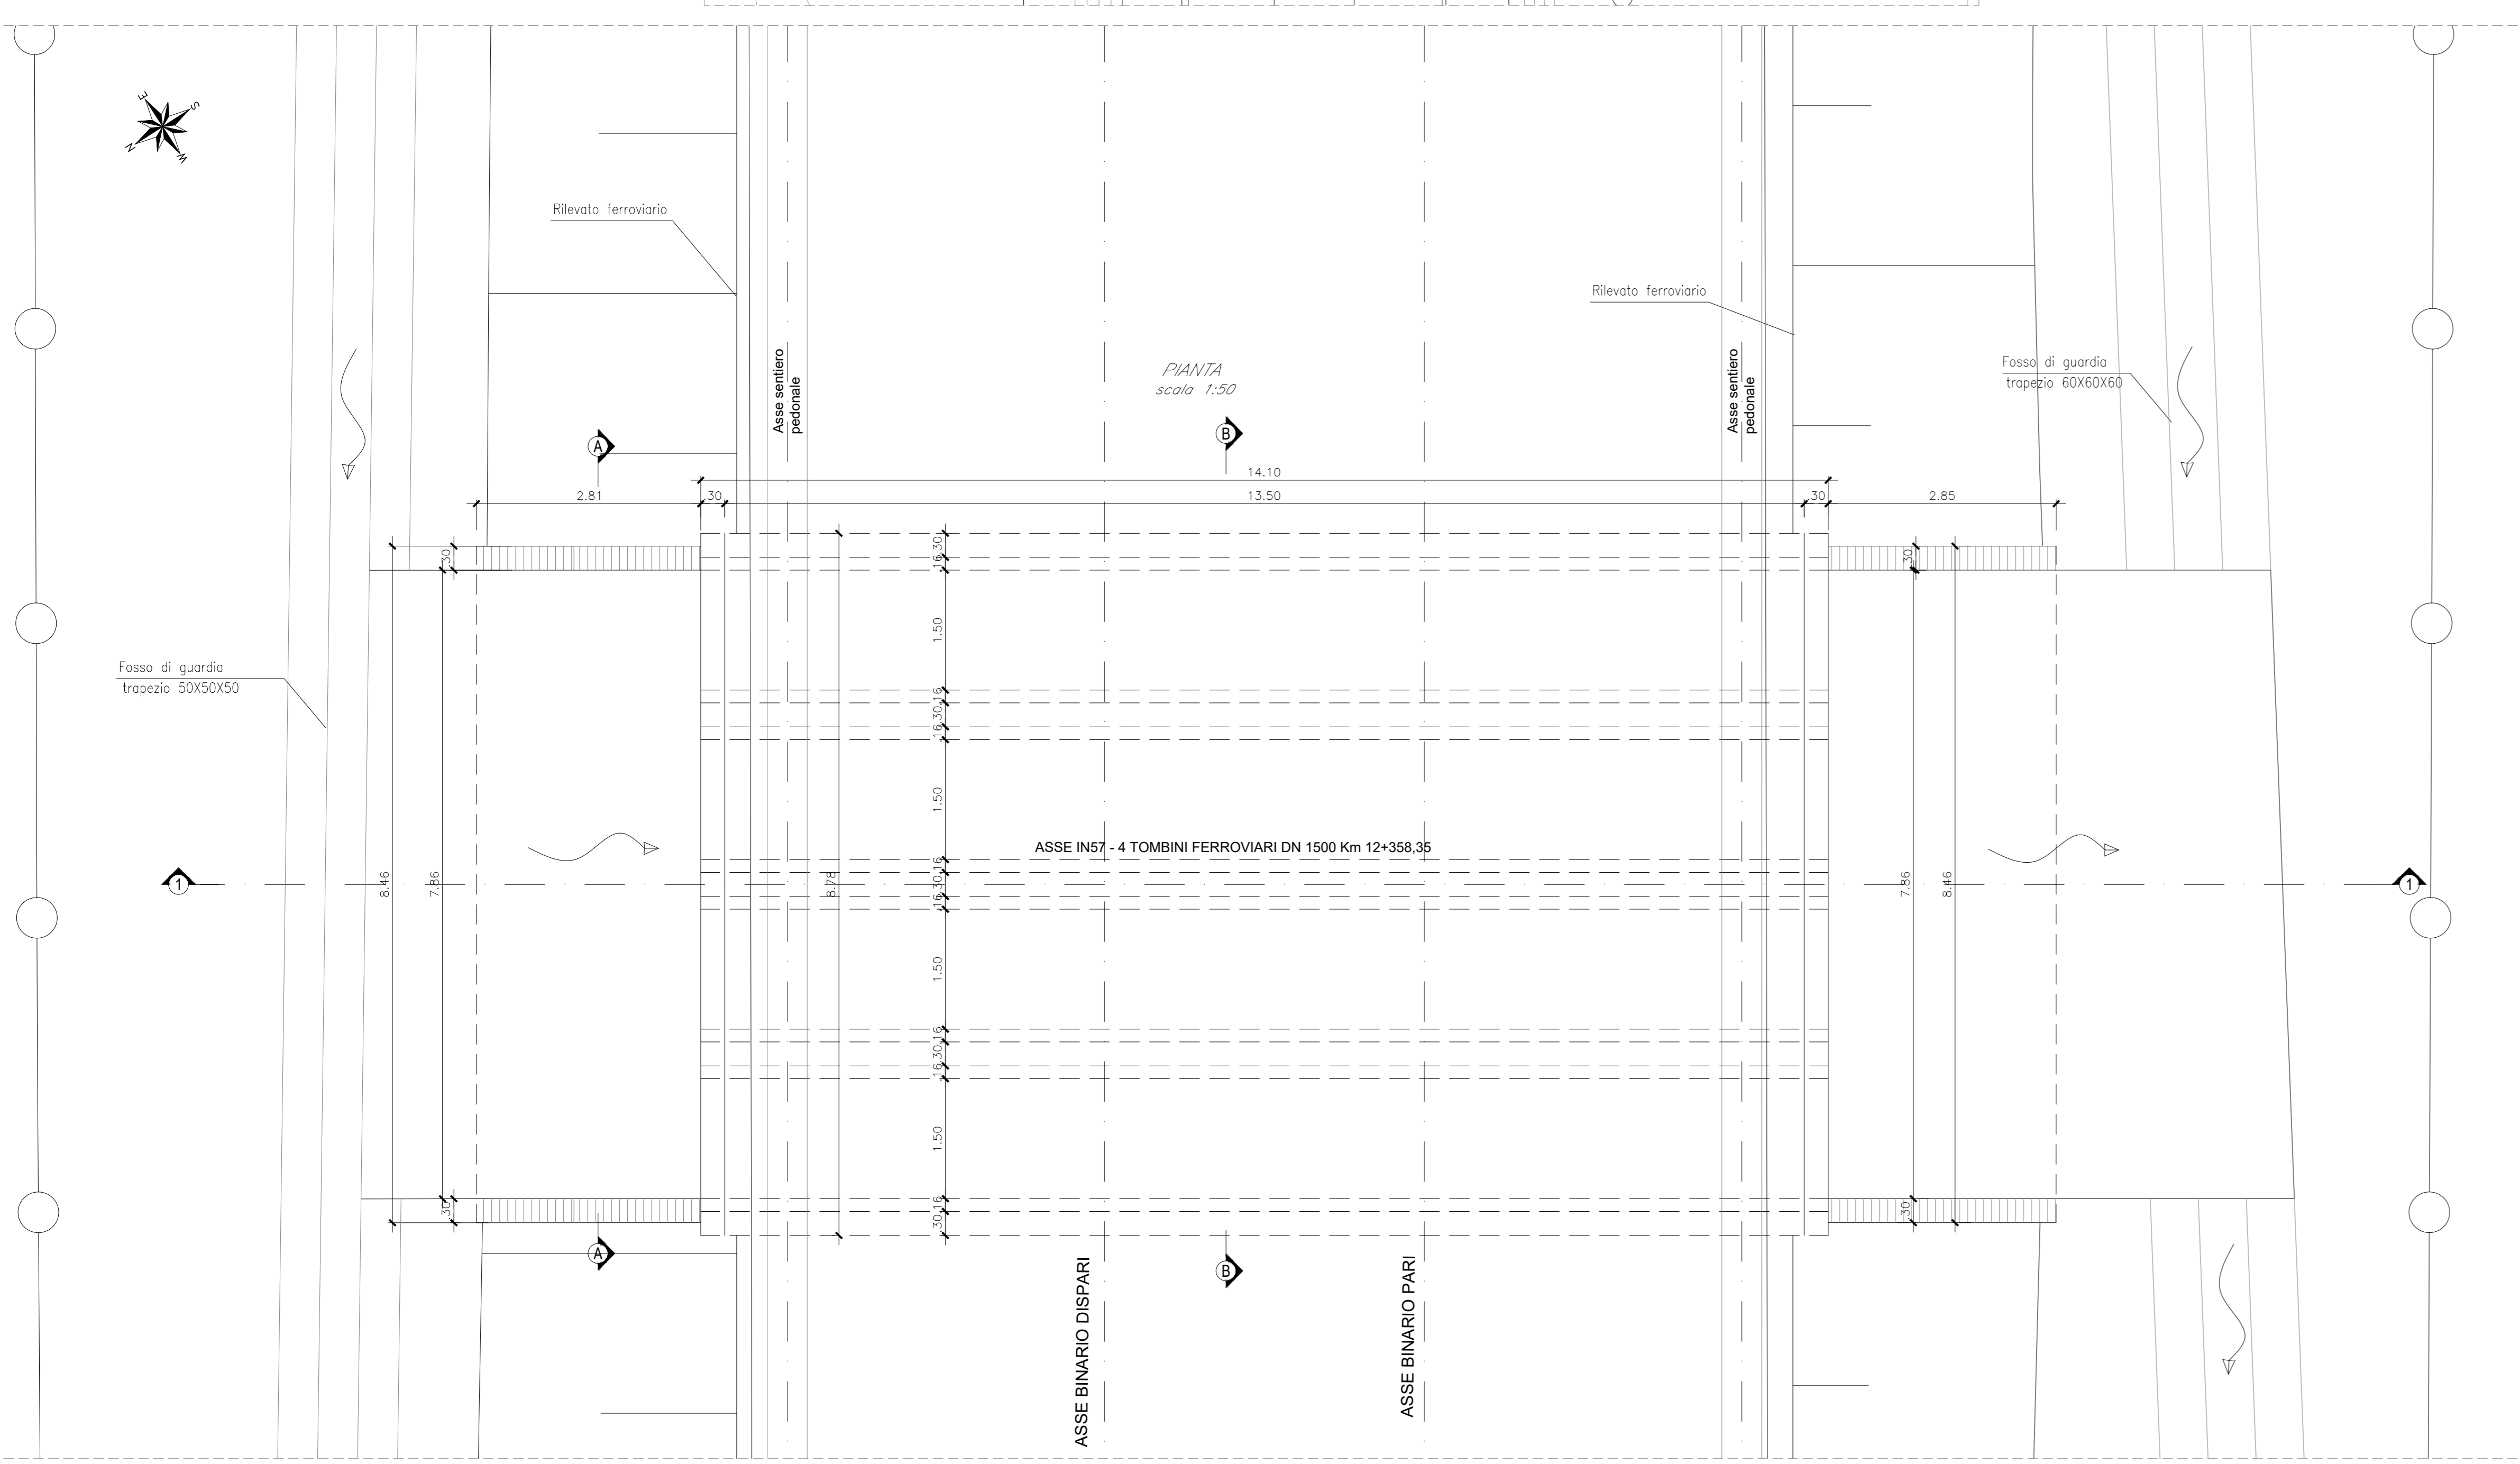 E
S
N
W
Rilevato ferroviario
Rilevato ferroviario
Asse sentiero
pedonale
PIANTA
scala 1:50
Asse sentiero
pedonale
Fosso di guardia
trapezio 60X60X60
A
B
14.10
2.81
.30
13.50
.30
2.85
.30
.30
.16
.30
1.50
Fosso di guardia
trapezio 50X50X50
.16
.30
.16
1.50
ASSE IN57 - 4 TOMBINI FERROVIARI DN 1500 Km 12+358,35
1
8.46
7.86
8.78
.16
.30
.16
7.86
8.46
1
1.50
.16
.30
.16
1.50
.30
.16
.30
.30
A
B
ASSE BINARIO DISPARI
ASSE BINARIO PARI